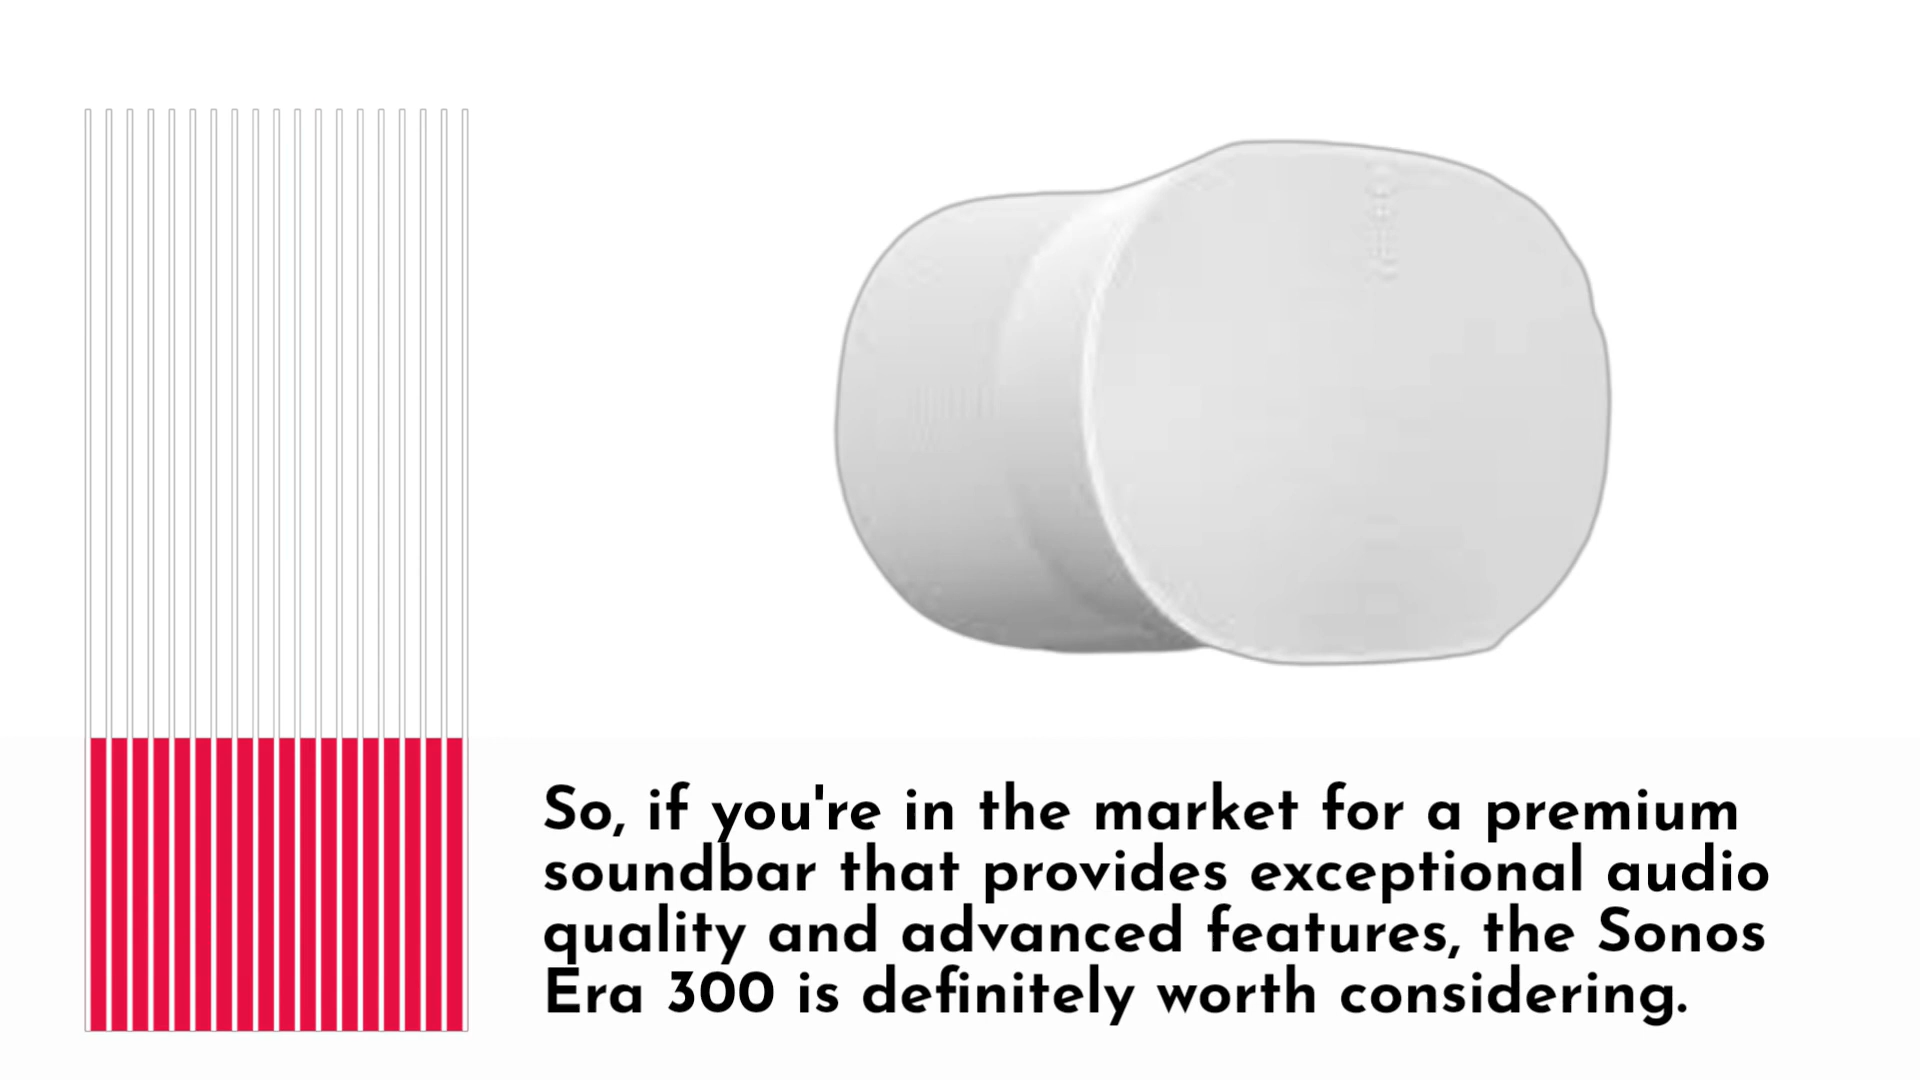 So, if you're in the market for a premium
soundbar that provides exceptional audio
quality and advanced features, the Sonos
Era 300 is definitely worth considering.